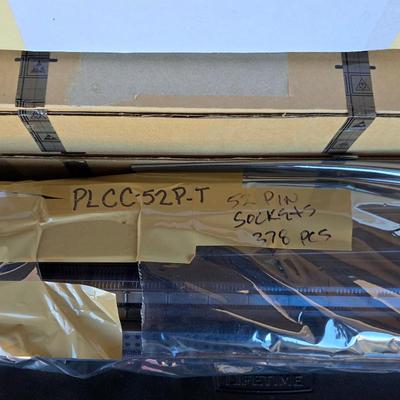 PLCC-52P-T
52 PIN
SOCKETS
378 PCS
LIFETIME